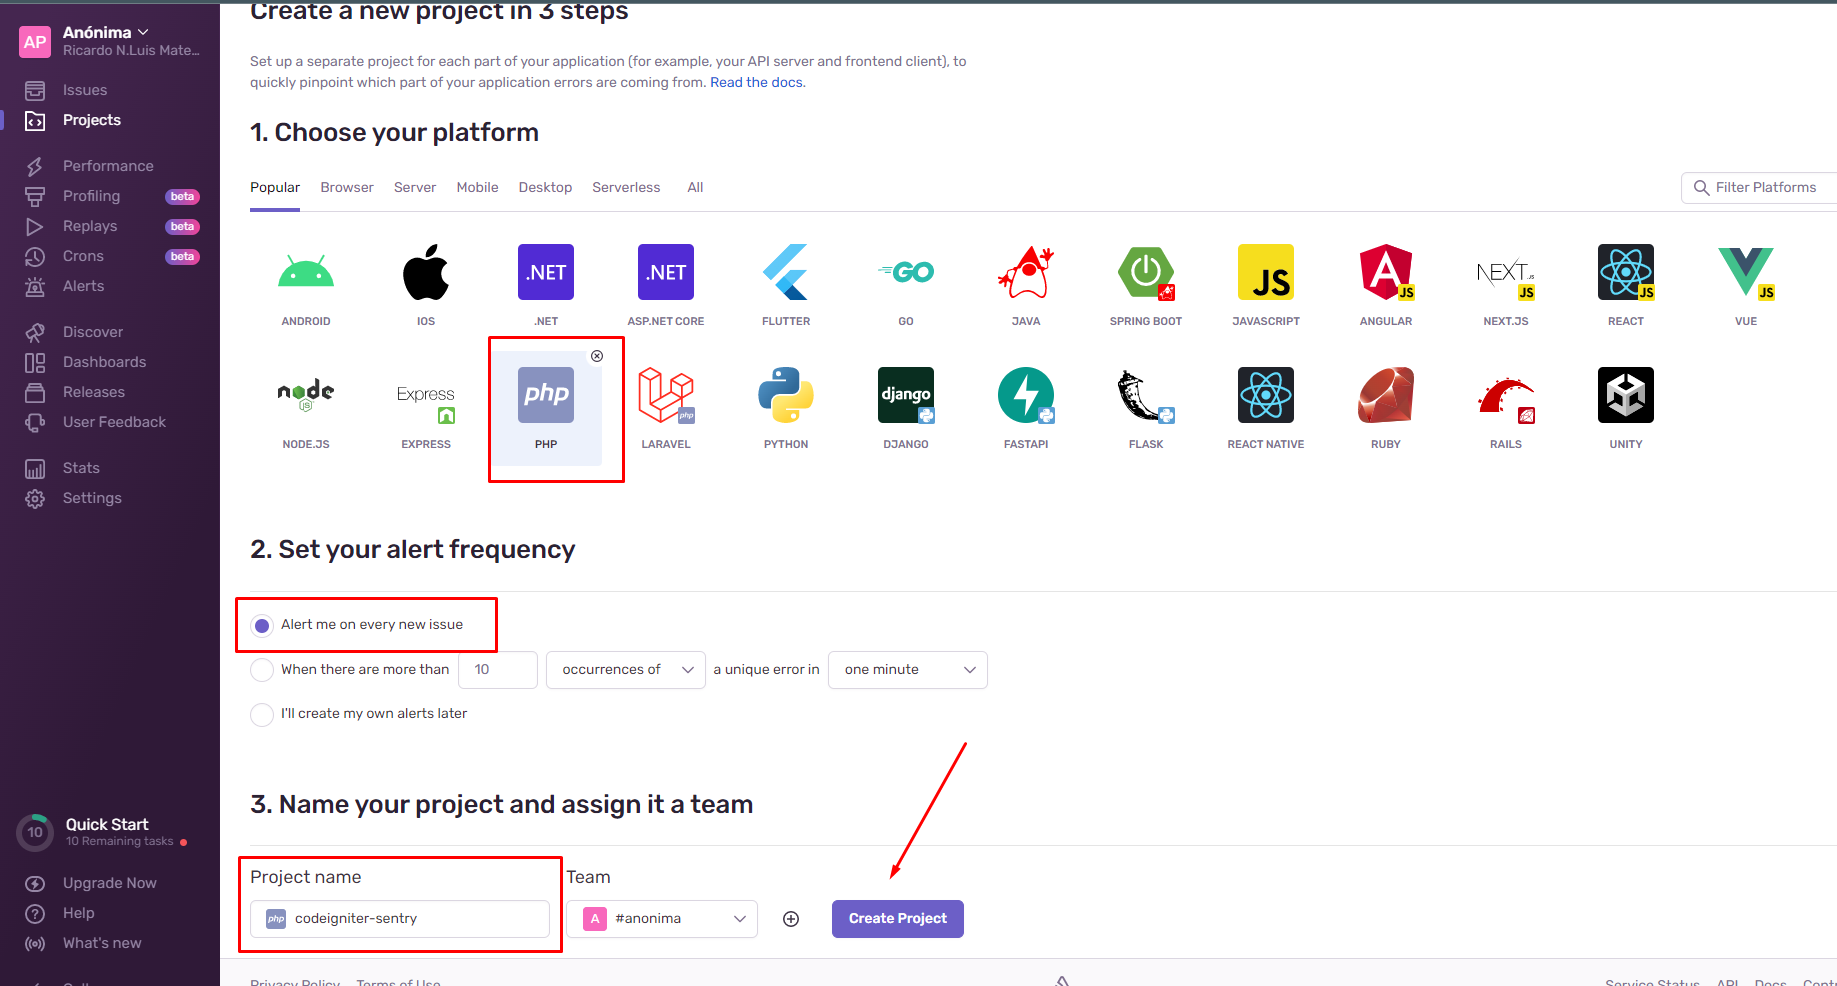 Create a new project in 3 steps
AP
Anónima
Ricardo N.Luis Mate...
Issues
Projects
Performance
Profiling beta
Replays beta
Crons beta
Alerts
Discover
Dashboards
Releases
User Feedback
Stats
Settings
10
Quick Start
10 Remaining tasks
Upgrade Now
Help
What's new
Set up a separate project for each part of your application (for example, your API server and frontend client), to
quickly pinpoint which part of your application errors are coming from. Read the docs.
1. Choose your platform
Popular Browser Server Mobile Desktop Serverless All
Filter Platforms
.NET .NET GO JS JS NEXT.JS JS JS JS
ANDROID IOS .NET ASP.NET CORE FLUTTER GO JAVA SPRING BOOT JAVASCRIPT ANGULAR NEXT.JS REACT VUE
node JS Express php php django
NODE.JS EXPRESS PHP LARAVEL PYTHON DJANGO FASTAPI FLASK REACT NATIVE RUBY RAILS UNITY
2. Set your alert frequency
Alert me on every new issue
When there are more than 10 occurrences of a unique error in one minute
I'll create my own alerts later
3. Name your project and assign it a team
Project name Team
php codeigniter-sentry A #anonima Create Project
Privacy Policy Terms of Use Service Status API Docs